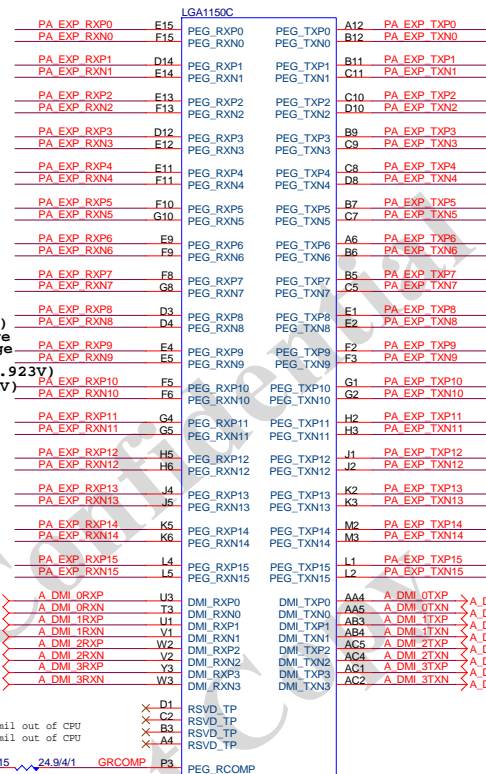 LGA1150C
PA_EXP_RXP0 E15 PEG_RXP0 PEG_TXP0 A12 PA_EXP_TXP0
PA_EXP_RXN0 F15 PEG_RXN0 PEG_TXN0 B12 PA_EXP_TXN0
PA_EXP_RXP1 D14 PEG_RXP1 PEG_TXP1 B11 PA_EXP_TXP1
PA_EXP_RXN1 E14 PEG_RXN1 PEG_TXN1 C11 PA_EXP_TXN1
PA_EXP_RXP2 E13 PEG_RXP2 PEG_TXP2 C10 PA_EXP_TXP2
PA_EXP_RXN2 F13 PEG_RXN2 PEG_TXN2 D10 PA_EXP_TXN2
PA_EXP_RXP3 D12 PEG_RXP3 PEG_TXP3 B9 PA_EXP_TXP3
PA_EXP_RXN3 E12 PEG_RXN3 PEG_TXN3 C9 PA_EXP_TXN3
PA_EXP_RXP4 E11 PEG_RXP4 PEG_TXP4 C8 PA_EXP_TXP4
PA_EXP_RXN4 F11 PEG_RXN4 PEG_TXN4 D8 PA_EXP_TXN4
PA_EXP_RXP5 F10 PEG_RXP5 PEG_TXP5 B7 PA_EXP_TXP5
PA_EXP_RXN5 G10 PEG_RXN5 PEG_TXN5 C7 PA_EXP_TXN5
PA_EXP_RXP6 E9 PEG_RXP6 PEG_TXP6 A6 PA_EXP_TXP6
PA_EXP_RXN6 F9 PEG_RXN6 PEG_TXN6 B6 PA_EXP_TXN6
PA_EXP_RXP7 F8 PEG_RXP7 PEG_TXP7 B5 PA_EXP_TXP7
PA_EXP_RXN7 G8 PEG_RXN7 PEG_TXN7 C5 PA_EXP_TXN7
PA_EXP_RXP8 D3 PEG_RXP8 PEG_TXP8 E1 PA_EXP_TXP8
PA_EXP_RXN8 D4 PEG_RXN8 PEG_TXN8 E2 PA_EXP_TXN8
PA_EXP_RXP9 E4 PEG_RXP9 PEG_TXP9 F2 PA_EXP_TXP9
PA_EXP_RXN9 E5 PEG_RXN9 PEG_TXN9 F3 PA_EXP_TXN9
.923V)
V)
PA_EXP_RXP10 F5 PEG_RXP10 PEG_TXP10 G1 PA_EXP_TXP10
PA_EXP_RXN10 F6 PEG_RXN10 PEG_TXN10 G2 PA_EXP_TXN10
PA_EXP_RXP11 G4 PEG_RXP11 PEG_TXP11 H2 PA_EXP_TXP11
PA_EXP_RXN11 G5 PEG_RXN11 PEG_TXN11 H3 PA_EXP_TXN11
PA_EXP_RXP12 H5 PEG_RXP12 PEG_TXP12 J1 PA_EXP_TXP12
PA_EXP_RXN12 H6 PEG_RXN12 PEG_TXN12 J2 PA_EXP_TXN12
PA_EXP_RXP13 J4 PEG_RXP13 PEG_TXP13 K2 PA_EXP_TXP13
PA_EXP_RXN13 J5 PEG_RXN13 PEG_TXN13 K3 PA_EXP_TXN13
PA_EXP_RXP14 K5 PEG_RXP14 PEG_TXP14 M2 PA_EXP_TXP14
PA_EXP_RXN14 K6 PEG_RXN14 PEG_TXN14 M3 PA_EXP_TXN14
PA_EXP_RXP15 L4 PEG_RXP15 PEG_TXP15 L1 PA_EXP_TXP15
PA_EXP_RXN15 L5 PEG_RXN15 PEG_TXN15 L2 PA_EXP_TXN15
A_DMI_0RXP U3 DMI_RXP0 DMI_TXP0 AA4 A_DMI_0TXP
A_DMI_0RXN T3 DMI_RXN0 DMI_TXN0 AA5 A_DMI_0TXN
A_DMI_1RXP U1 DMI_RXP1 DMI_TXP1 AB3 A_DMI_1TXP
A_DMI_1RXN V1 DMI_RXN1 DMI_TXN1 AB4 A_DMI_1TXN
A_DMI_2RXP W2 DMI_RXP2 DMI_TXP2 AC5 A_DMI_2TXP
A_DMI_2RXN V2 DMI_RXN2 DMI_TXN2 AC4 A_DMI_2TXN
A_DMI_3RXP Y3 DMI_RXP3 DMI_TXP3 AC1 A_DMI_3TXP
A_DMI_3RXN W3 DMI_RXN3 DMI_TXN3 AC2 A_DMI_3TXN
D1 RSVD_TP
C2 RSVD_TP
B3 RSVD_TP
A4 RSVD_TP
mil out of CPU
mil out of CPU
15 24.9/4/1 GRCOMP P3 PEG_RCOMP
Confidential
Copy